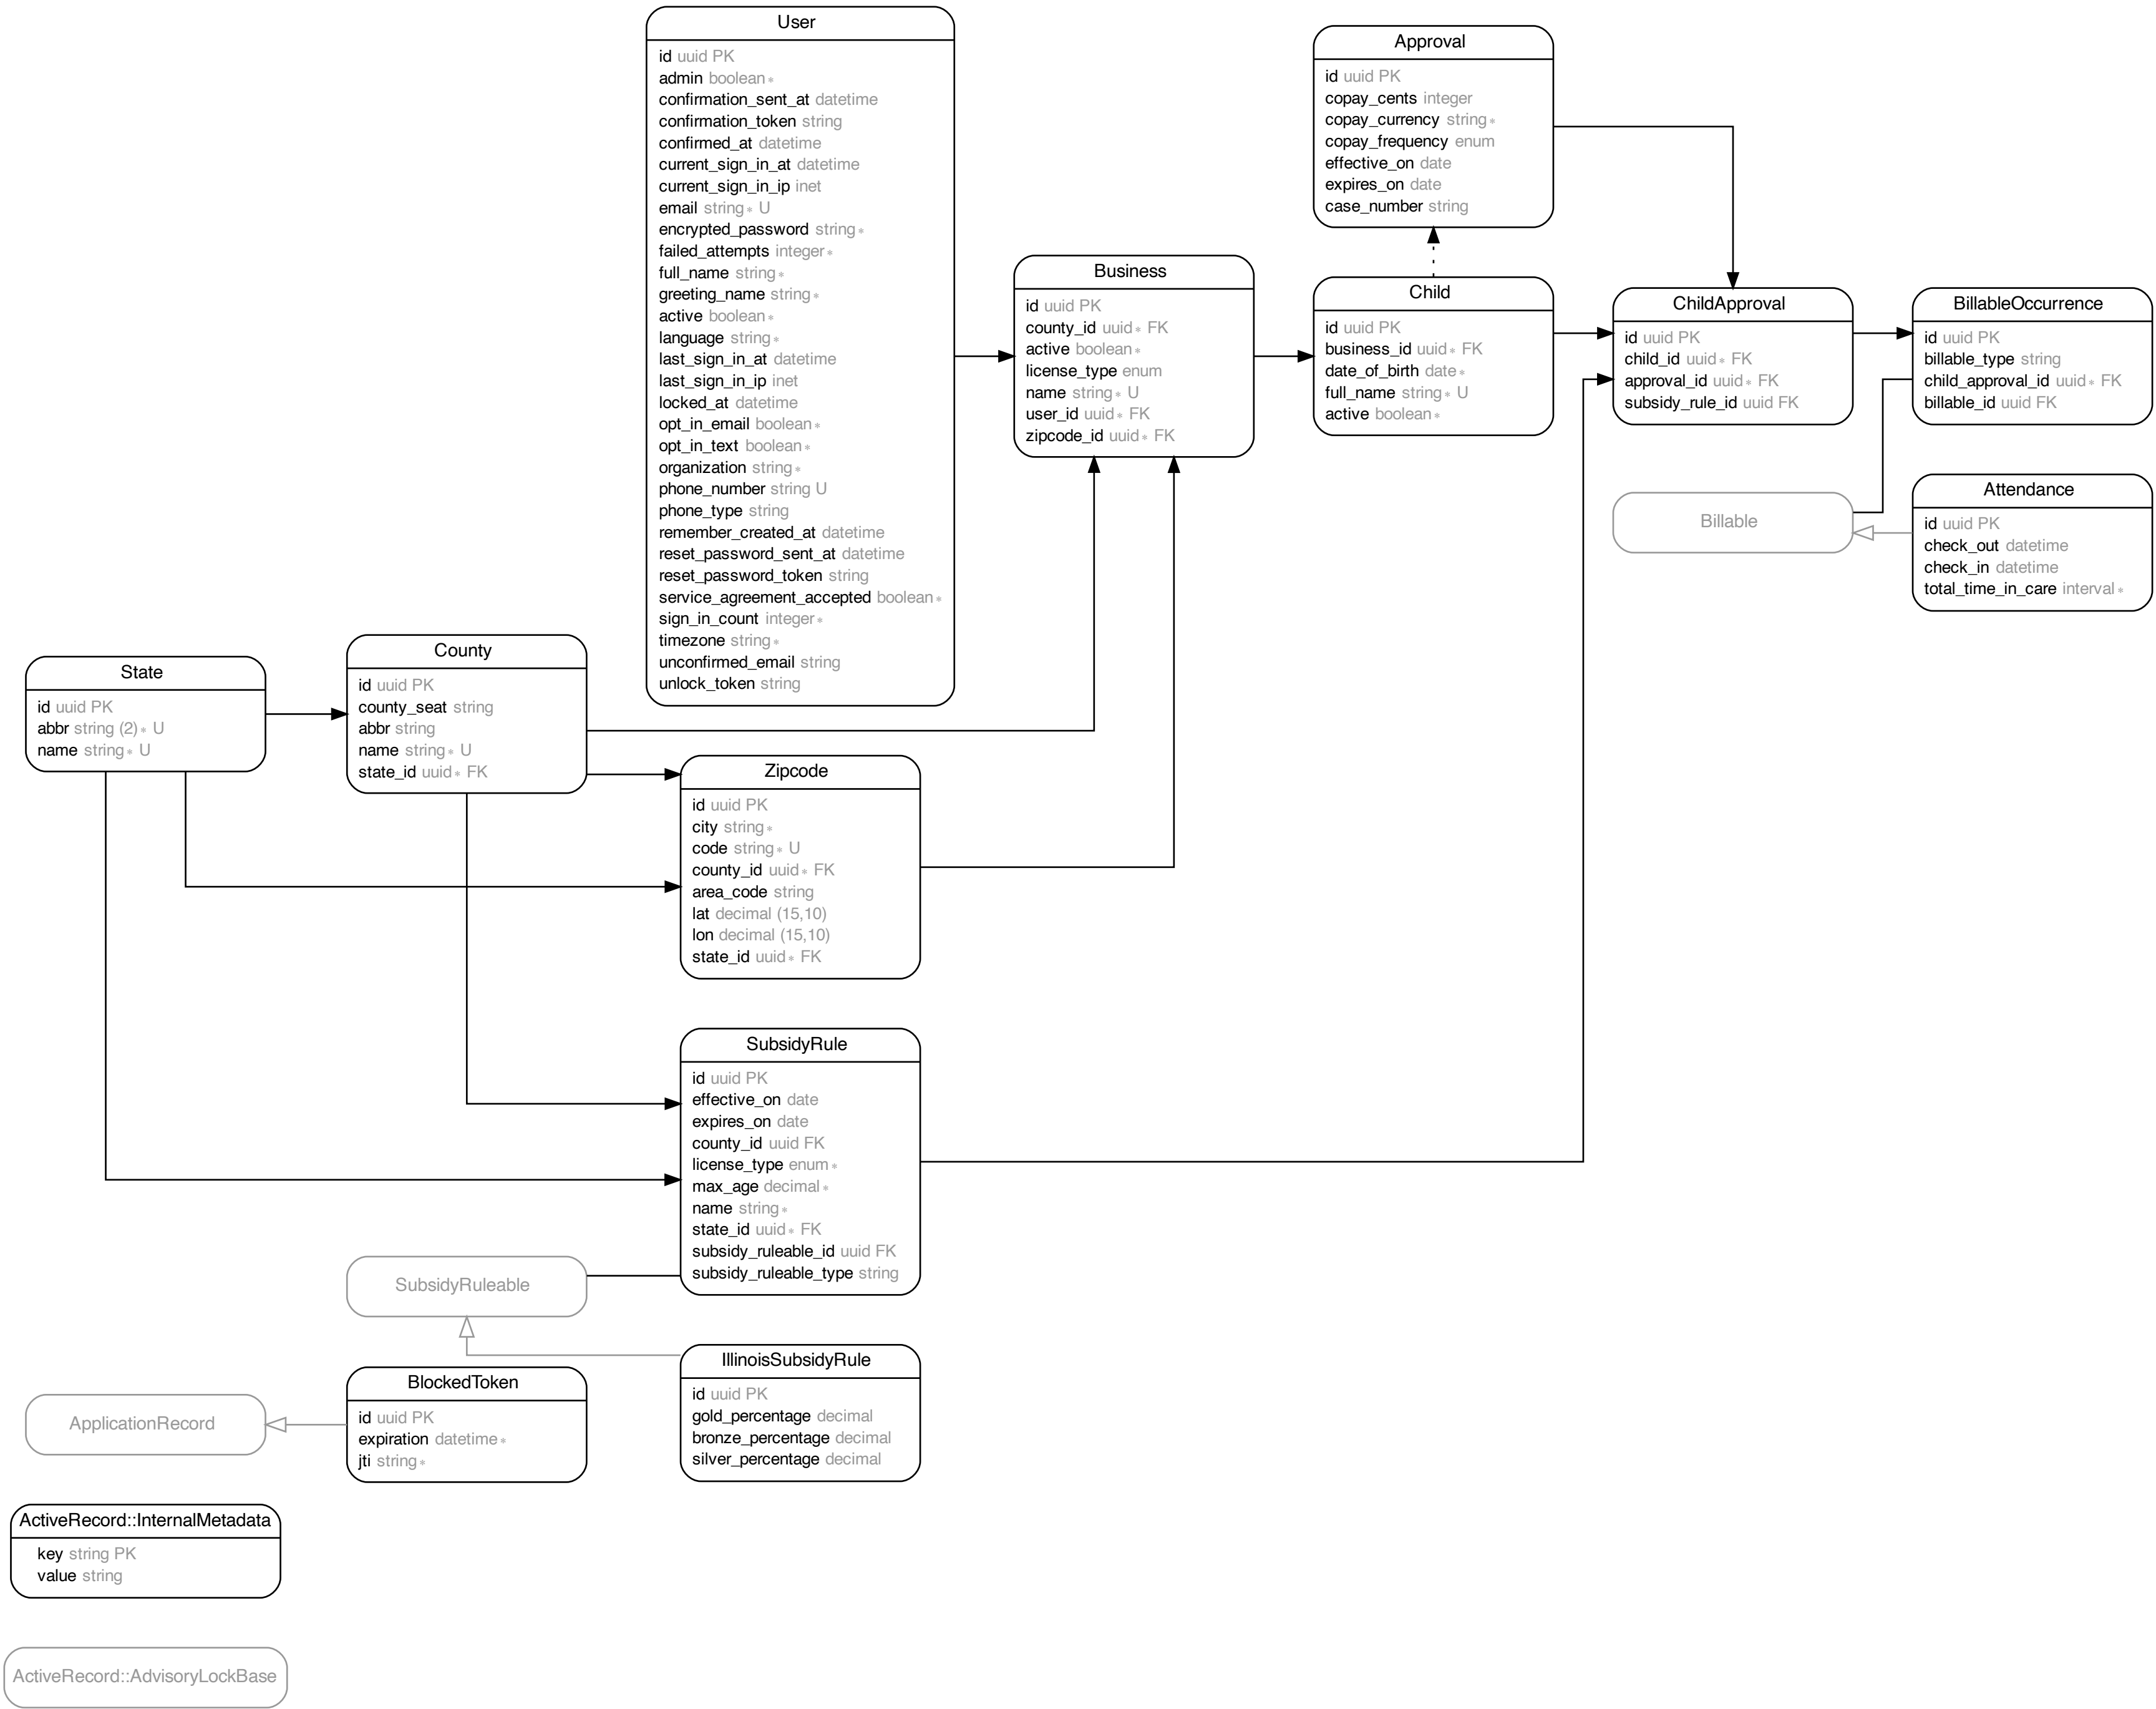 User
id uuid PK
admin boolean *
confirmation_sent_at datetime
confirmation_token string
confirmed_at datetime
current_sign_in_at datetime
current_sign_in_ip inet
email string * U
encrypted_password string *
failed_attempts integer *
full_name string *
greeting_name string *
active boolean *
language string *
last_sign_in_at datetime
last_sign_in_ip inet
locked_at datetime
opt_in_email boolean *
opt_in_text boolean *
organization string *
phone_number string U
phone_type string
remember_created_at datetime
reset_password_sent_at datetime
reset_password_token string
service_agreement_accepted boolean *
sign_in_count integer *
timezone string *
unconfirmed_email string
unlock_token string
Approval
id uuid PK
copay_cents integer
copay_currency string *
copay_frequency enum
effective_on date
expires_on date
case_number string
Business
id uuid PK
county_id uuid * FK
active boolean *
license_type enum
name string * U
user_id uuid * FK
zipcode_id uuid * FK
Child
id uuid PK
business_id uuid * FK
date_of_birth date *
full_name string * U
active boolean *
ChildApproval
id uuid PK
child_id uuid * FK
approval_id uuid * FK
subsidy_rule_id uuid FK
BillableOccurrence
id uuid PK
billable_type string
child_approval_id uuid * FK
billable_id uuid FK
Billable
Attendance
id uuid PK
check_out datetime
check_in datetime
total_time_in_care interval *
State
id uuid PK
abbr string (2) * U
name string * U
County
id uuid PK
county_seat string
abbr string
name string * U
state_id uuid * FK
Zipcode
id uuid PK
city string *
code string * U
county_id uuid * FK
area_code string
lat decimal (15,10)
lon decimal (15,10)
state_id uuid * FK
SubsidyRule
id uuid PK
effective_on date
expires_on date
county_id uuid FK
license_type enum *
max_age decimal *
name string *
state_id uuid * FK
subsidy_ruleable_id uuid FK
subsidy_ruleable_type string
SubsidyRuleable
IllinoisSubsidyRule
id uuid PK
gold_percentage decimal
bronze_percentage decimal
silver_percentage decimal
BlockedToken
id uuid PK
expiration datetime *
jti string *
ApplicationRecord
ActiveRecord::InternalMetadata
key string PK
value string
ActiveRecord::AdvisoryLockBase